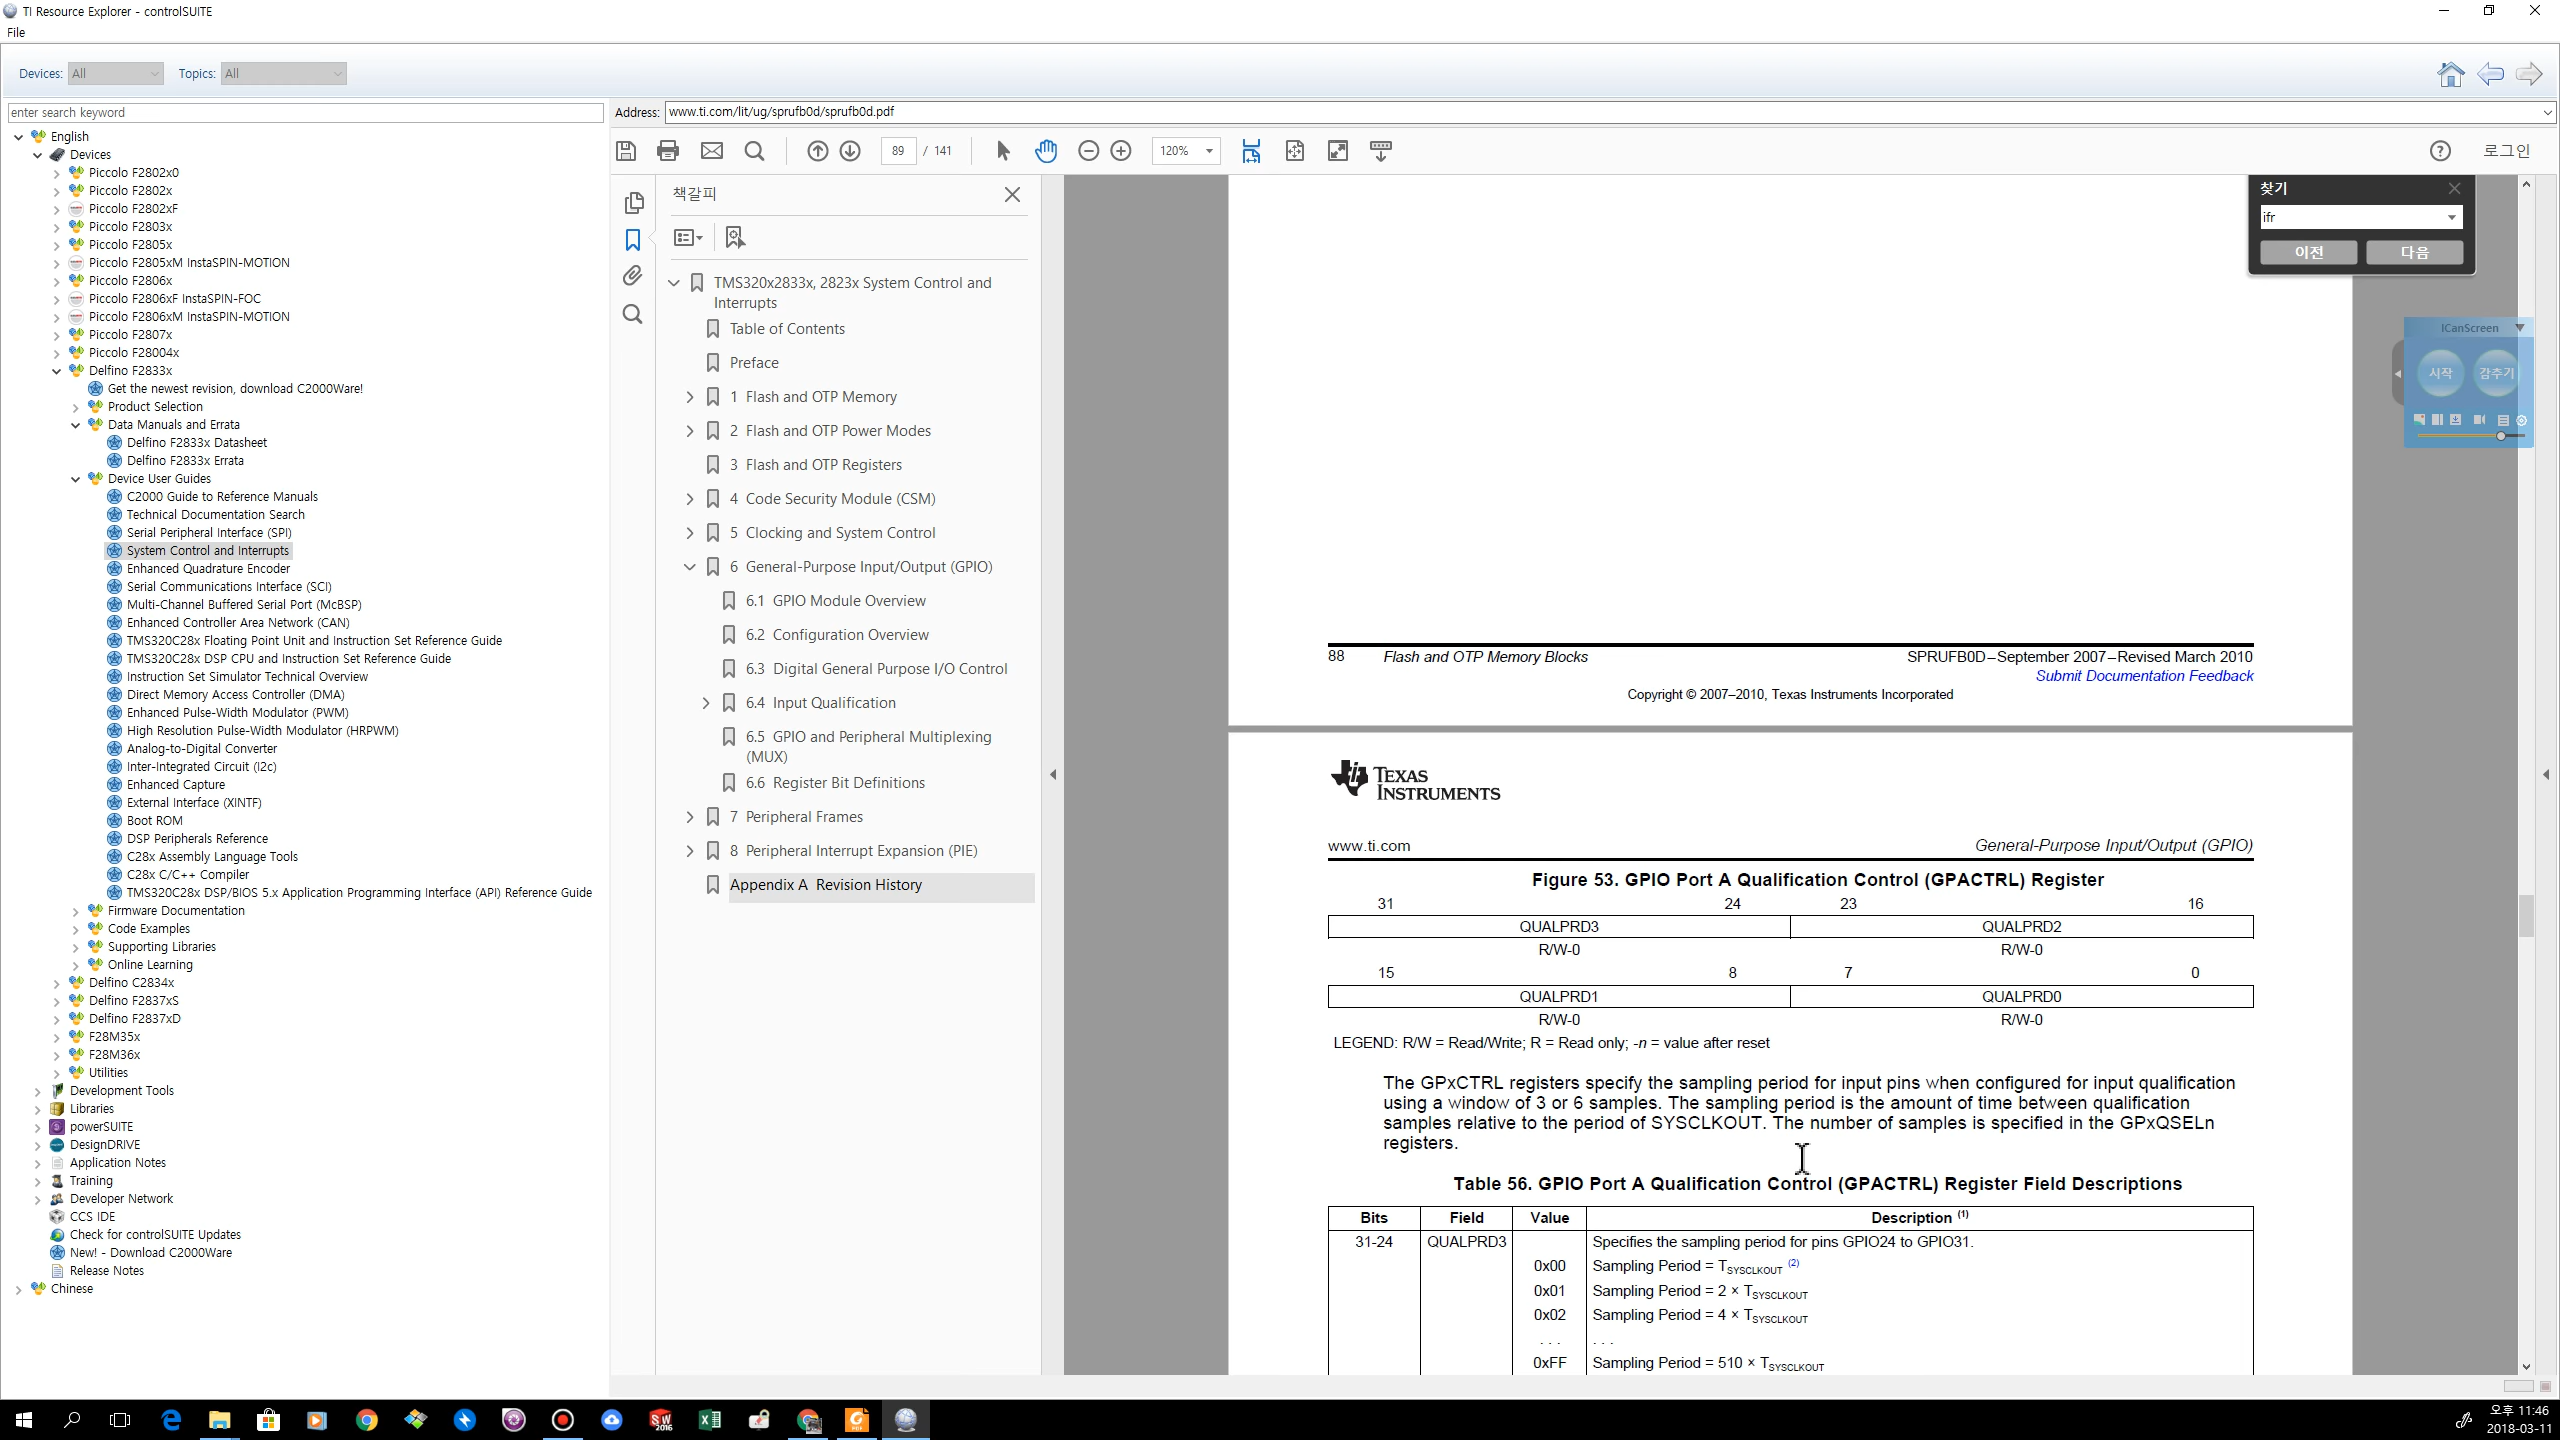 TI Resource Explorer - controlSUITE
File
Devices: All Topics: All
enter search keyword
English
Devices
Piccolo F2802x0
Piccolo F2802x
Piccolo F2802xF
Piccolo F2803x
Piccolo F2805x
Piccolo F2805xM InstaSPIN-MOTION
Piccolo F2806x
Piccolo F2806xF InstaSPIN-FOC
Piccolo F2806xM InstaSPIN-MOTION
Piccolo F2807x
Piccolo F28004x
Delfino F2833x
Get the newest revision, download C2000Ware!
Product Selection
Data Manuals and Errata
Delfino F2833x Datasheet
Delfino F2833x Errata
Device User Guides
C2000 Guide to Reference Manuals
Technical Documentation Search
Serial Peripheral Interface (SPI)
System Control and Interrupts
Enhanced Quadrature Encoder
Serial Communications Interface (SCI)
Multi-Channel Buffered Serial Port (McBSP)
Enhanced Controller Area Network (CAN)
TMS320C28x Floating Point Unit and Instruction Set Reference Guide
TMS320C28x DSP CPU and Instruction Set Reference Guide
Instruction Set Simulator Technical Overview
Direct Memory Access Controller (DMA)
Enhanced Pulse-Width Modulator (PWM)
High Resolution Pulse-Width Modulator (HRPWM)
Analog-to-Digital Converter
Inter-Integrated Circuit (I2c)
Enhanced Capture
External Interface (XINTF)
Boot ROM
DSP Peripherals Reference
C28x Assembly Language Tools
C28x C/C++ Compiler
TMS320C28x DSP/BIOS 5.x Application Programming Interface (API) Reference Guide
Firmware Documentation
Code Examples
Supporting Libraries
Online Learning
Delfino C2834x
Delfino F2837xS
Delfino F2837xD
F28M35x
F28M36x
Utilities
Development Tools
Libraries
powerSUITE
DesignDRIVE
Application Notes
Training
Developer Network
CCS IDE
Check for controlSUITE Updates
New! - Download C2000Ware
Release Notes
Chinese
Address: www.ti.com/lit/ug/sprufb0d/sprufb0d.pdf
89 / 141 120% 로그인
책갈피
TMS320x2833x, 2823x System Control and
Interrupts
Table of Contents
Preface
1 Flash and OTP Memory
2 Flash and OTP Power Modes
3 Flash and OTP Registers
4 Code Security Module (CSM)
5 Clocking and System Control
6 General-Purpose Input/Output (GPIO)
6.1 GPIO Module Overview
6.2 Configuration Overview
6.3 Digital General Purpose I/O Control
6.4 Input Qualification
6.5 GPIO and Peripheral Multiplexing
(MUX)
6.6 Register Bit Definitions
7 Peripheral Frames
8 Peripheral Interrupt Expansion (PIE)
Appendix A Revision History
찾기
ifr
이전 다음
ICanScreen
시작 감추기
88 Flash and OTP Memory Blocks SPRUFB0D–September 2007–Revised March 2010
Submit Documentation Feedback
Copyright © 2007–2010, Texas Instruments Incorporated
TEXAS
INSTRUMENTS
www.ti.com General-Purpose Input/Output (GPIO)
Figure 53. GPIO Port A Qualification Control (GPACTRL) Register
31 24 23 16
QUALPRD3 QUALPRD2
R/W-0 R/W-0
15 8 7 0
QUALPRD1 QUALPRD0
R/W-0 R/W-0
LEGEND: R/W = Read/Write; R = Read only; -n = value after reset
The GPxCTRL registers specify the sampling period for input pins when configured for input qualification
using a window of 3 or 6 samples. The sampling period is the amount of time between qualification
samples relative to the period of SYSCLKOUT. The number of samples is specified in the GPxQSELn
registers.
Table 56. GPIO Port A Qualification Control (GPACTRL) Register Field Descriptions
Bits Field Value Description (1)
31-24 QUALPRD3 Specifies the sampling period for pins GPIO24 to GPIO31.
0x00 Sampling Period = TSYSCLKOUT (2)
0x01 Sampling Period = 2 × TSYSCLKOUT
0x02 Sampling Period = 4 × TSYSCLKOUT
. . . . . .
0xFF Sampling Period = 510 × TSYSCLKOUT
오후 11:46
2018-03-11